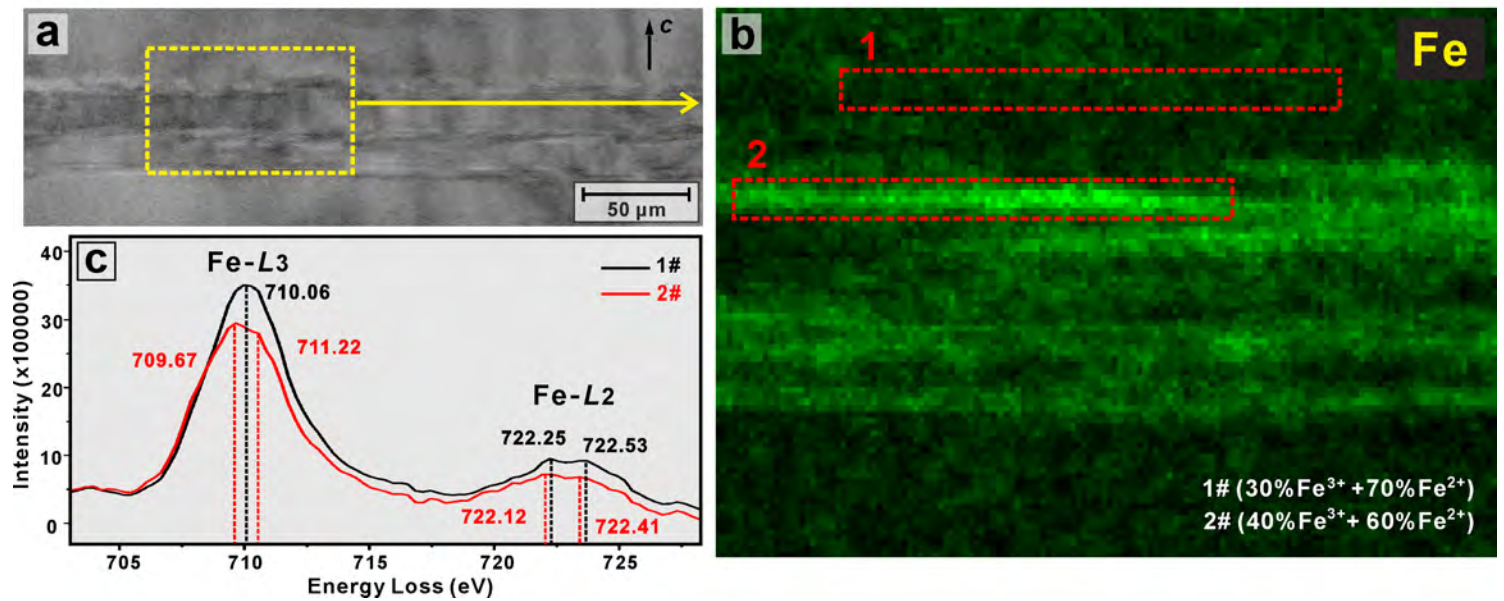 a
c
50 μm
b
Fe
1
2
1# (30%Fe³⁺+70%Fe²⁺)
2# (40%Fe³⁺+ 60%Fe²⁺)
c
Fe-L3
Fe-L2
1#
2#
710.06
709.67
711.22
722.25
722.53
722.12
722.41
40
30
20
10
0
Intensity (x100000)
705
710
715
720
725
Energy Loss (eV)